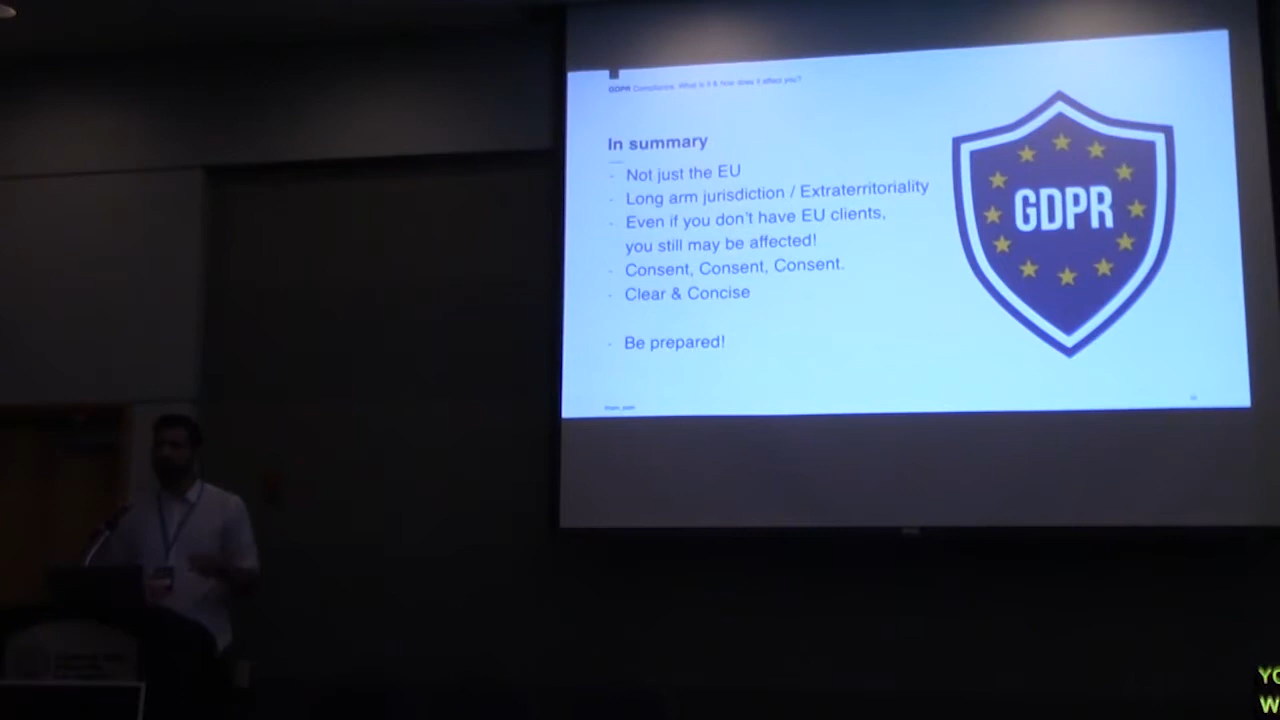 GDPR Compliance: What is it & how does it affect you?
In summary
- Not just the EU
- Long arm jurisdiction / Extraterritoriality
- Even if you don't have EU clients,
you still may be affected!
- Consent, Consent, Consent.
- Clear & Concise
- Be prepared!
GDPR
YO
W